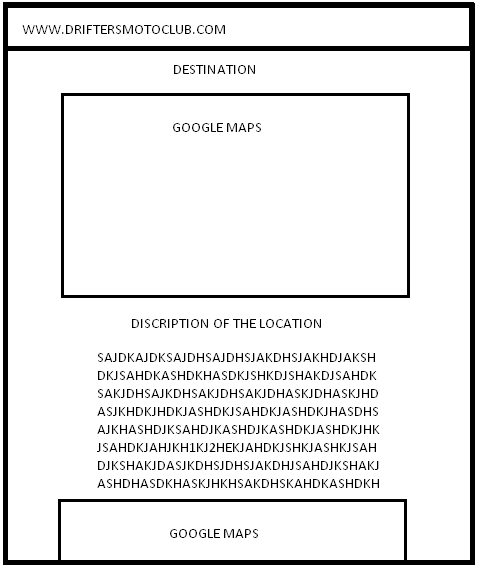 WWW.DRIFTERSMOTOCLUB.COM
DESTINATION
GOOGLE MAPS
DISCRIPTION OF THE LOCATION
SAJDKAJDKSAJDHSAJDHSJAKDHSJAKHDJAKSH
DKJSAHDKASHDKHASDKJSHKDJSHAKDJSAHDK
SAKJDHSAJKDHSAKJDHSAKJDHASKJDHASKJHD
ASJKHDKJHDKJASHDKJSAHDKJASHDKJHASDHS
AJKHASHDJKSAHDJKASHDJKASHDKJASHDKJHK
JSAHDKJAHJKH1KJ2HEKJAHDKJSHKJASHKJSAH
DJKSHAKJDASJKDHSJDHSJAKDHJSAHDJKSHAKJ
ASHDHASDKHASKJHKHSAKDHSKAHDKASHDKH
GOOGLE MAPS